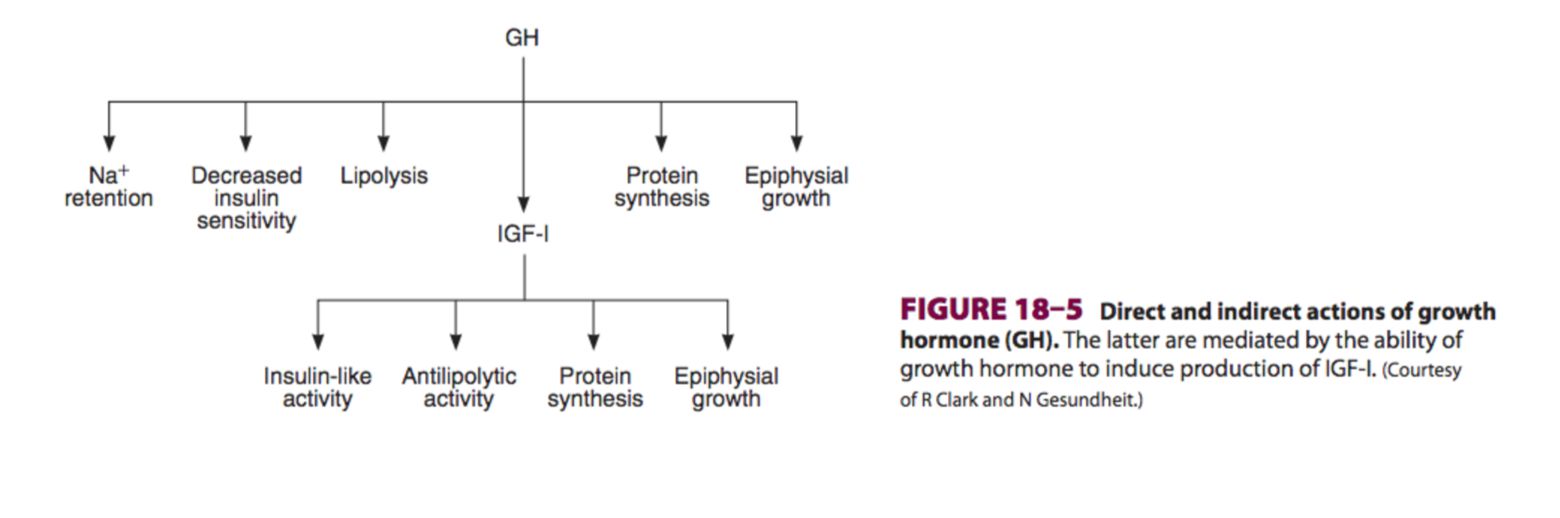 GH
Na+ retention
Decreased insulin sensitivity
Lipolysis
Protein synthesis
Epiphysial growth
IGF-I
Insulin-like activity
Antilipolytic activity
Protein synthesis
Epiphysial growth
FIGURE 18–5 Direct and indirect actions of growth
hormone (GH). The latter are mediated by the ability of
growth hormone to induce production of IGF-I. (Courtesy
of R Clark and N Gesundheit.)